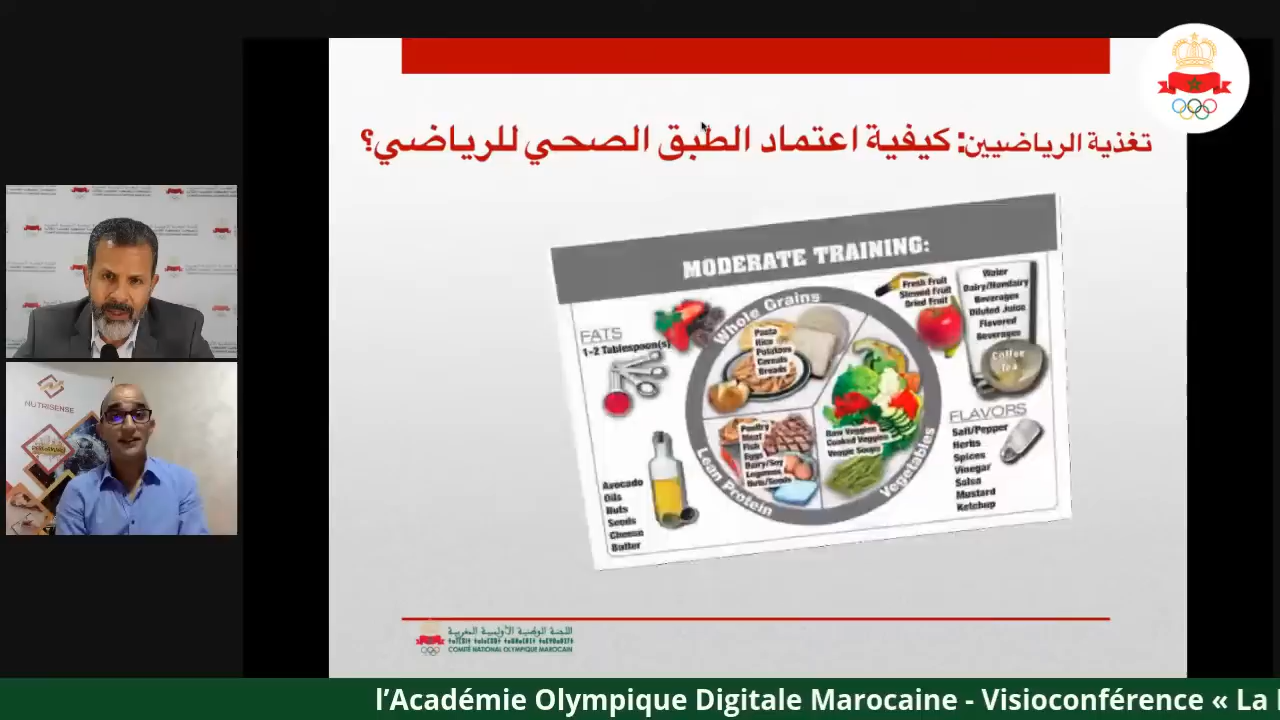 تغذية الرياضيين: كيفية اعتماد الطبق الصحي للرياضي؟
MODERATE TRAINING:
FATS
1-2 Tablespoon(s)
Avocado
Oils
Nuts
Seeds
Cheese
Butter
Whole Grains
Pasta
Rice
Potatoes
Cereals
Breads
Lean Protein
Poultry
Meat
Fish
Eggs
Dairy/Soy
Legumes
Nuts/Seeds
Vegetables
Raw Veggies
Cooked Veggies
Veggie Soups
Fresh Fruit
Stewed Fruit
Dried Fruit
Water
Dairy/Nondairy
Beverages
Diluted Juice
Flavored
Beverages
Coffee
Tea
FLAVORS
Salt/Pepper
Herbs
Spices
Vinegar
Salsa
Mustard
Ketchup
NUTRISENSE
اللجنة الوطنية الأولمبية المغربية
COMITÉ NATIONAL OLYMPIQUE MAROCAIN
l’Académie Olympique Digitale Marocaine - Visioconférence « La